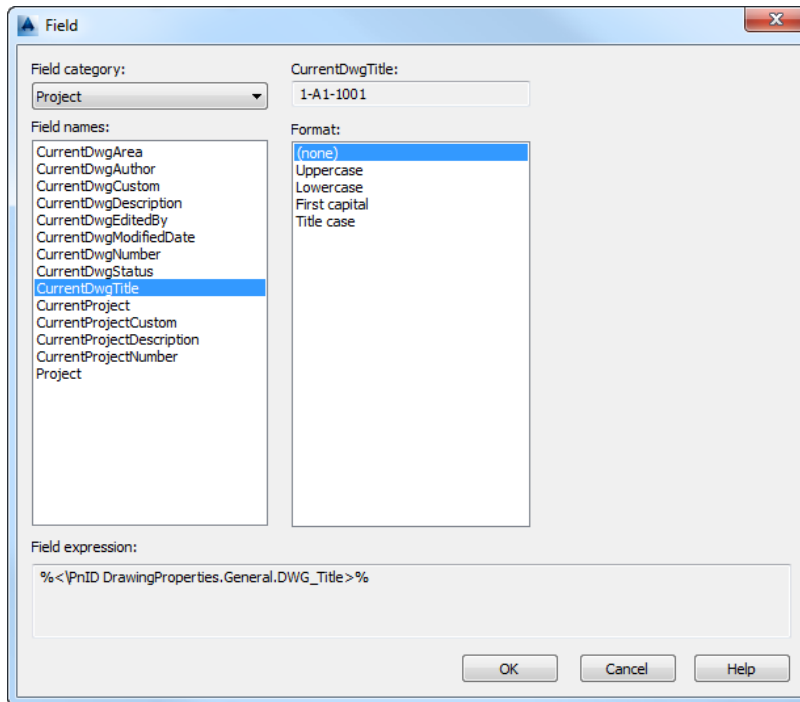 Field
Field category:
Project
Field names:
CurrentDwgArea
CurrentDwgAuthor
CurrentDwgCustom
CurrentDwgDescription
CurrentDwgEditedBy
CurrentDwgModifiedDate
CurrentDwgNumber
CurrentDwgStatus
CurrentDwgTitle
CurrentProject
CurrentProjectCustom
CurrentProjectDescription
CurrentProjectNumber
Project
CurrentDwgTitle:
1-A1-1001
Format:
(none)
Uppercase
Lowercase
First capital
Title case
Field expression:
%<\PnID DrawingProperties.General.DWG_Title>%
OK Cancel Help